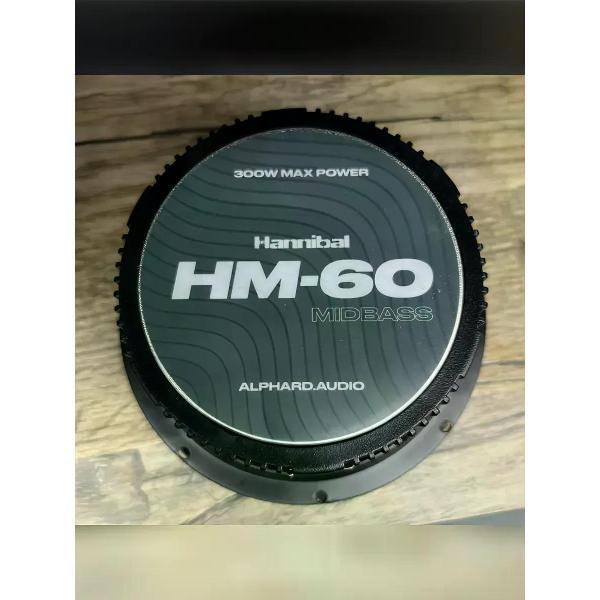 300W MAX POWER
Hannibal
HM-60
MIDBASS
ALPHARD.AUDIO